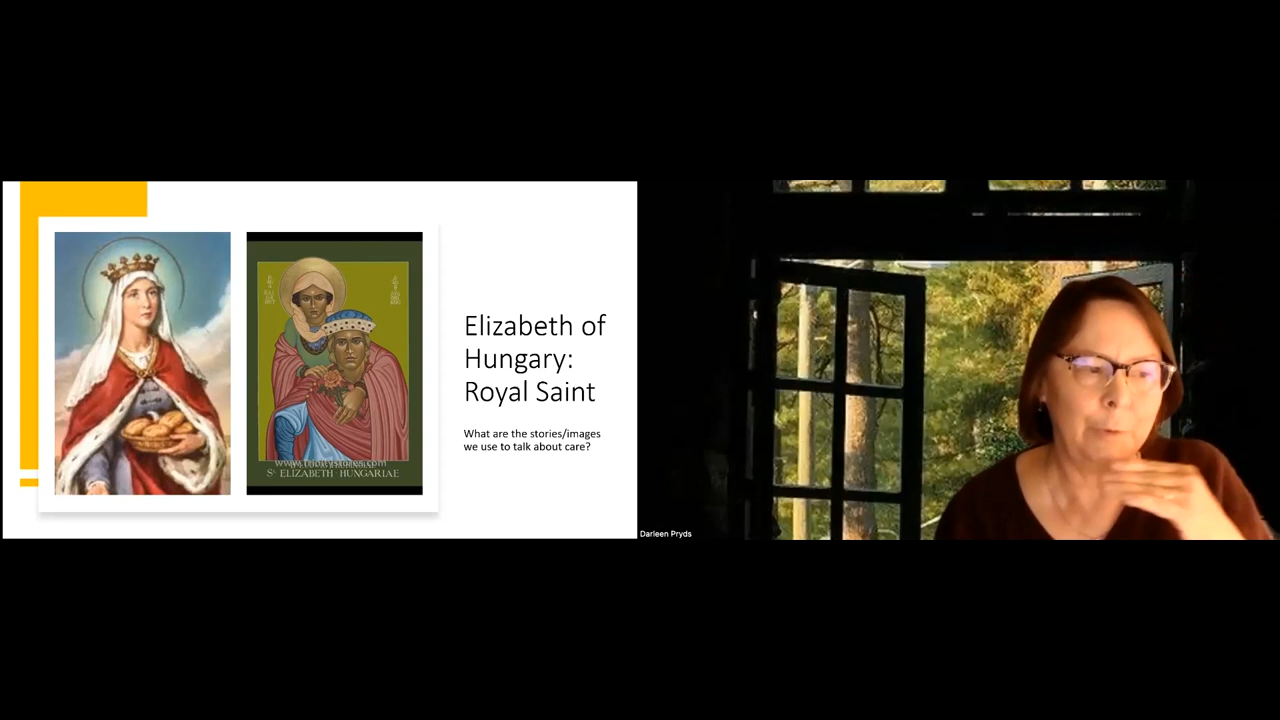 Elizabeth of
Hungary:
Royal Saint
What are the stories/images
we use to talk about care?
ST ELIZABETH HUNGARIAE
Darleen Pryds